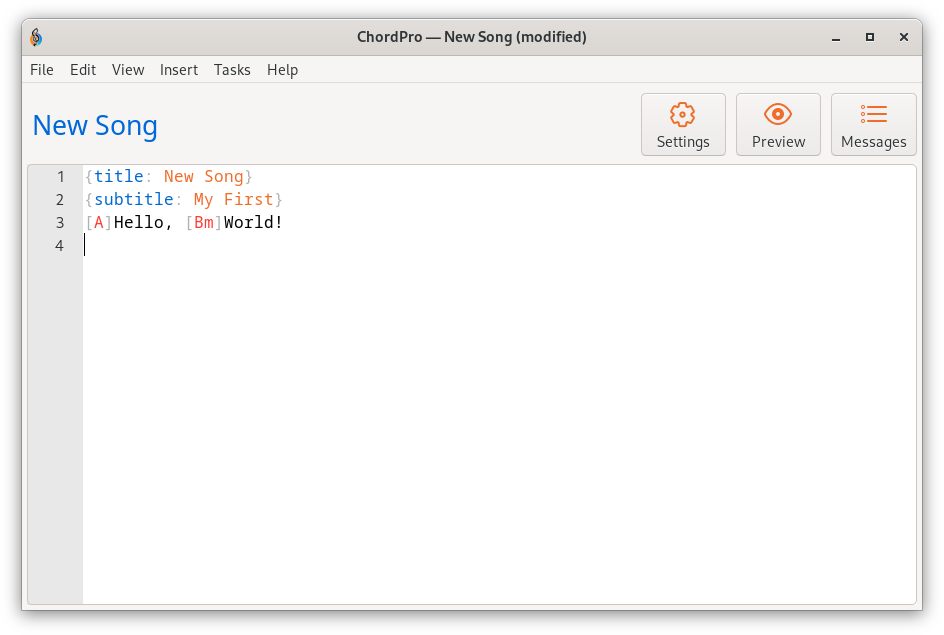 ChordPro — New Song (modified)
File Edit View Insert Tasks Help
New Song
Settings Preview Messages
1 {title: New Song}
2 {subtitle: My First}
3 [A]Hello, [Bm]World!
4